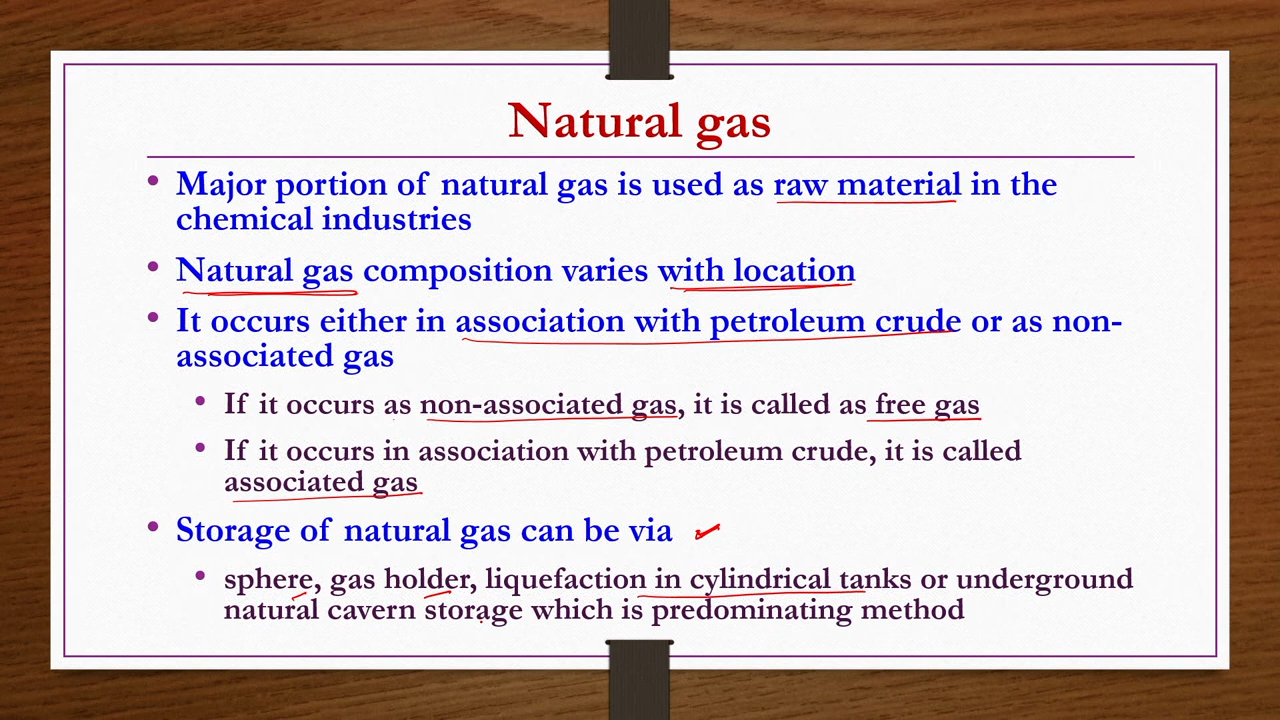 Natural gas
• Major portion of natural gas is used as raw material in the
chemical industries
• Natural gas composition varies with location
• It occurs either in association with petroleum crude or as non-
associated gas
• If it occurs as non-associated gas, it is called as free gas
• If it occurs in association with petroleum crude, it is called
associated gas
• Storage of natural gas can be via
• sphere, gas holder, liquefaction in cylindrical tanks or underground
natural cavern storage which is predominating method